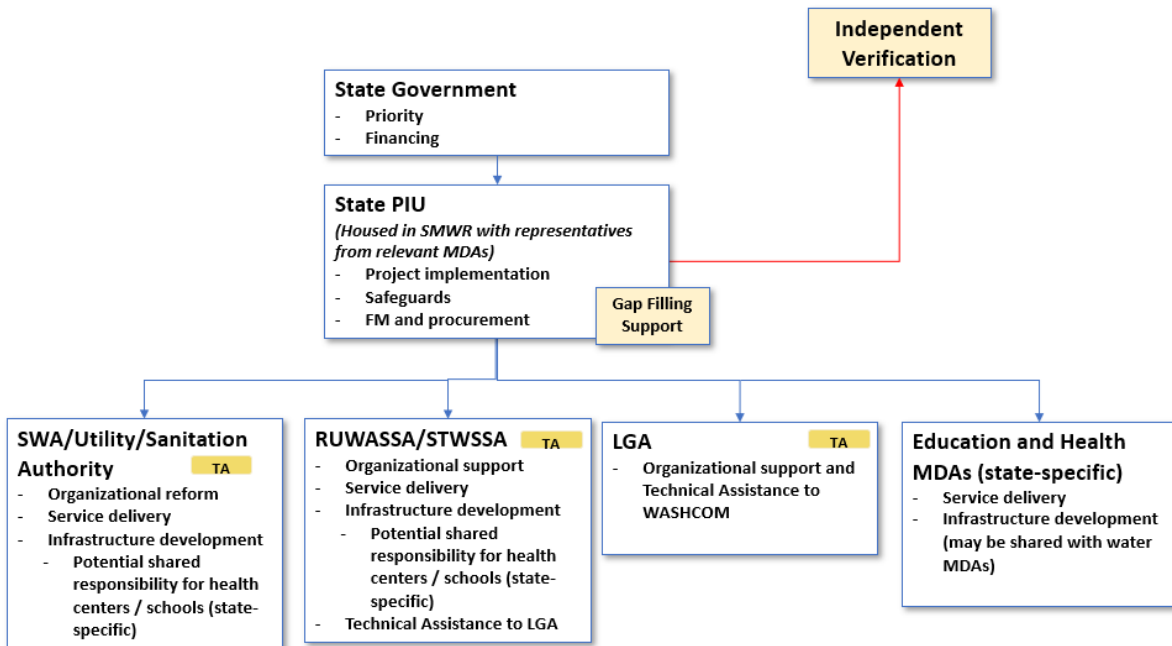 Independent
Verification
State Government
- Priority
- Financing
State PIU
(Housed in SMWR with representatives
from relevant MDAs)
- Project implementation
- Safeguards
- FM and procurement
Gap Filling
Support
SWA/Utility/Sanitation
Authority
TA
- Organizational reform
- Service delivery
- Infrastructure development
- Potential shared
responsibility for health
centers / schools (state-
specific)
RUWASSA/STWSSA
TA
- Organizational support
- Service delivery
- Infrastructure development
- Potential shared
responsibility for health
centers / schools (state-
specific)
- Technical Assistance to LGA
LGA
TA
- Organizational support and
Technical Assistance to
WASHCOM
Education and Health
MDAs (state-specific)
- Service delivery
- Infrastructure development
(may be shared with water
MDAs)